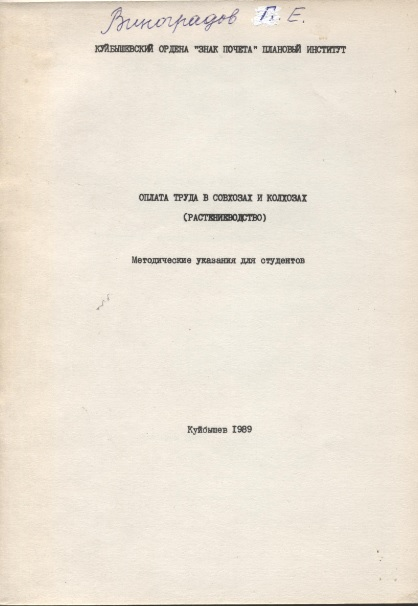 Виноградов Г. Е.
КУЙБЫШЕВСКИЙ ОРДЕНА "ЗНАК ПОЧЕТА" ПЛАНОВЫЙ ИНСТИТУТ
ОПЛАТА ТРУДА В СОВХОЗАХ И КОЛХОЗАХ
(РАСТЕНИЕВОДСТВО)
Методические указания для студентов
Куйбышев 1989